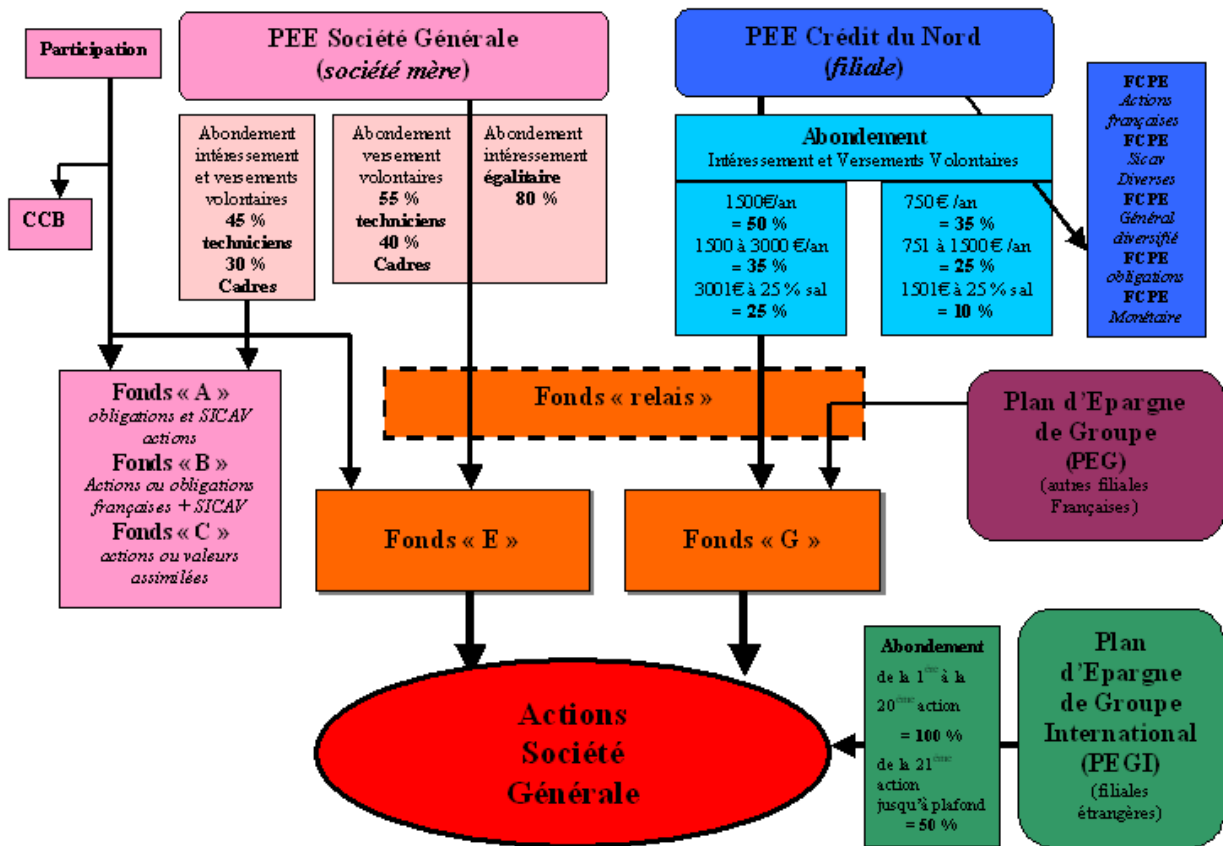 Participation
PEE Société Générale
(société mère)
PEE Crédit du Nord
(filiale)
FCPE
Actions
françaises
FCPE
Sicav
Diverses
FCPE
Général
diversifié
FCPE
obligations
FCPE
Monétaire
CCB
Abondement
intéressement
et versements
volontaires
45 %
techniciens
30 %
Cadres
Abondement
versement
volontaires
55 %
techniciens
40 %
Cadres
Abondement
intéressement
égalitaire
80 %
Abondement
Intéressement et Versements Volontaires
1500€/an
= 50 %
1500 à 3000 €/an
= 35 %
3001€ à 25 % sal
= 25 %
750 € /an
= 35 %
751 à 1500 € /an
= 25 %
1501€ à 25 % sal
= 10 %
Fonds « A »
obligations et SICAV
actions
Fonds « B »
Actions ou obligations
françaises + SICAV
Fonds « C »
actions ou valeurs
assimilées
Fonds « relais »
Plan d'Epargne
de Groupe
(PEG)
(autres filiales
Françaises)
Fonds « E »
Fonds « G »
Actions
Société
Générale
Abondement
de la 1ère à la
20ème action
= 100 %
de la 21ème
action
jusqu'à plafond
= 50 %
Plan
d'Epargne
de Groupe
International
(PEGI)
(filiales
étrangères)